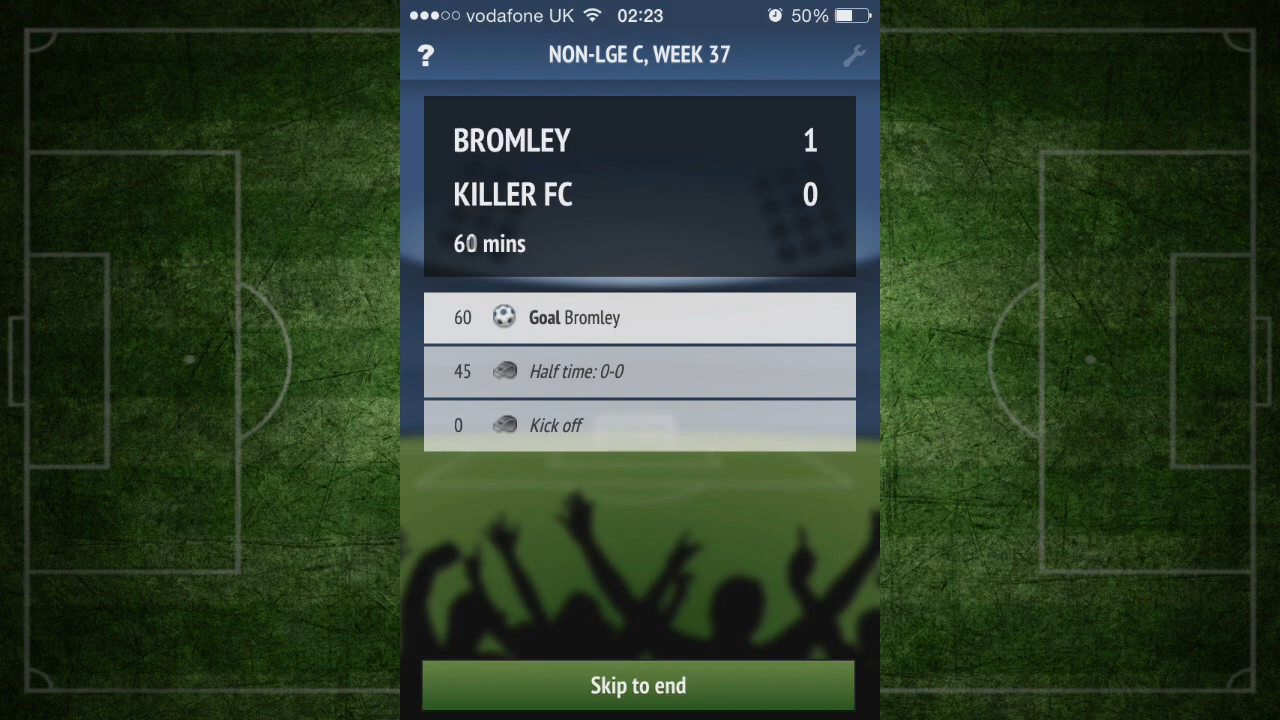 vodafone UK 02:23 50%
? NON-LGE C, WEEK 37
BROMLEY 1
KILLER FC 0
60 mins
60 Goal Bromley
45 Half time: 0-0
0 Kick off
Skip to end